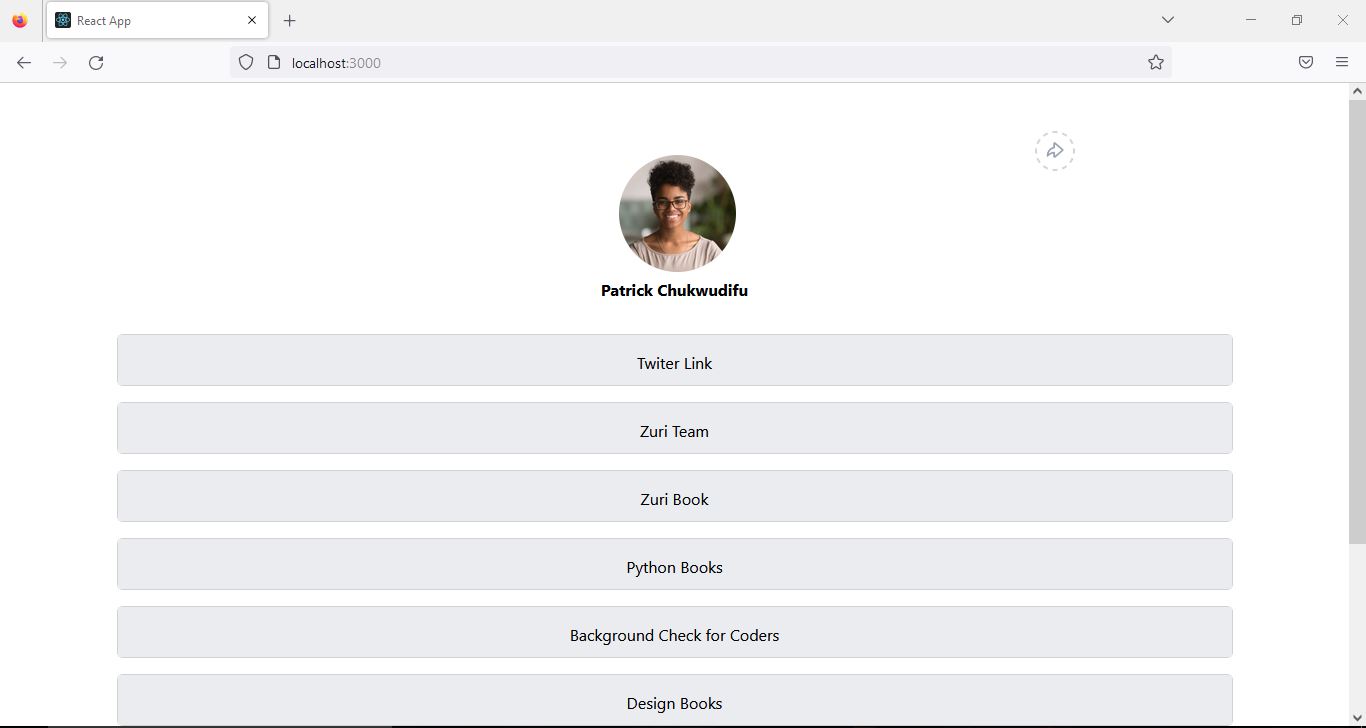 React App
localhost:3000
Patrick Chukwudifu
Twiter Link
Zuri Team
Zuri Book
Python Books
Background Check for Coders
Design Books